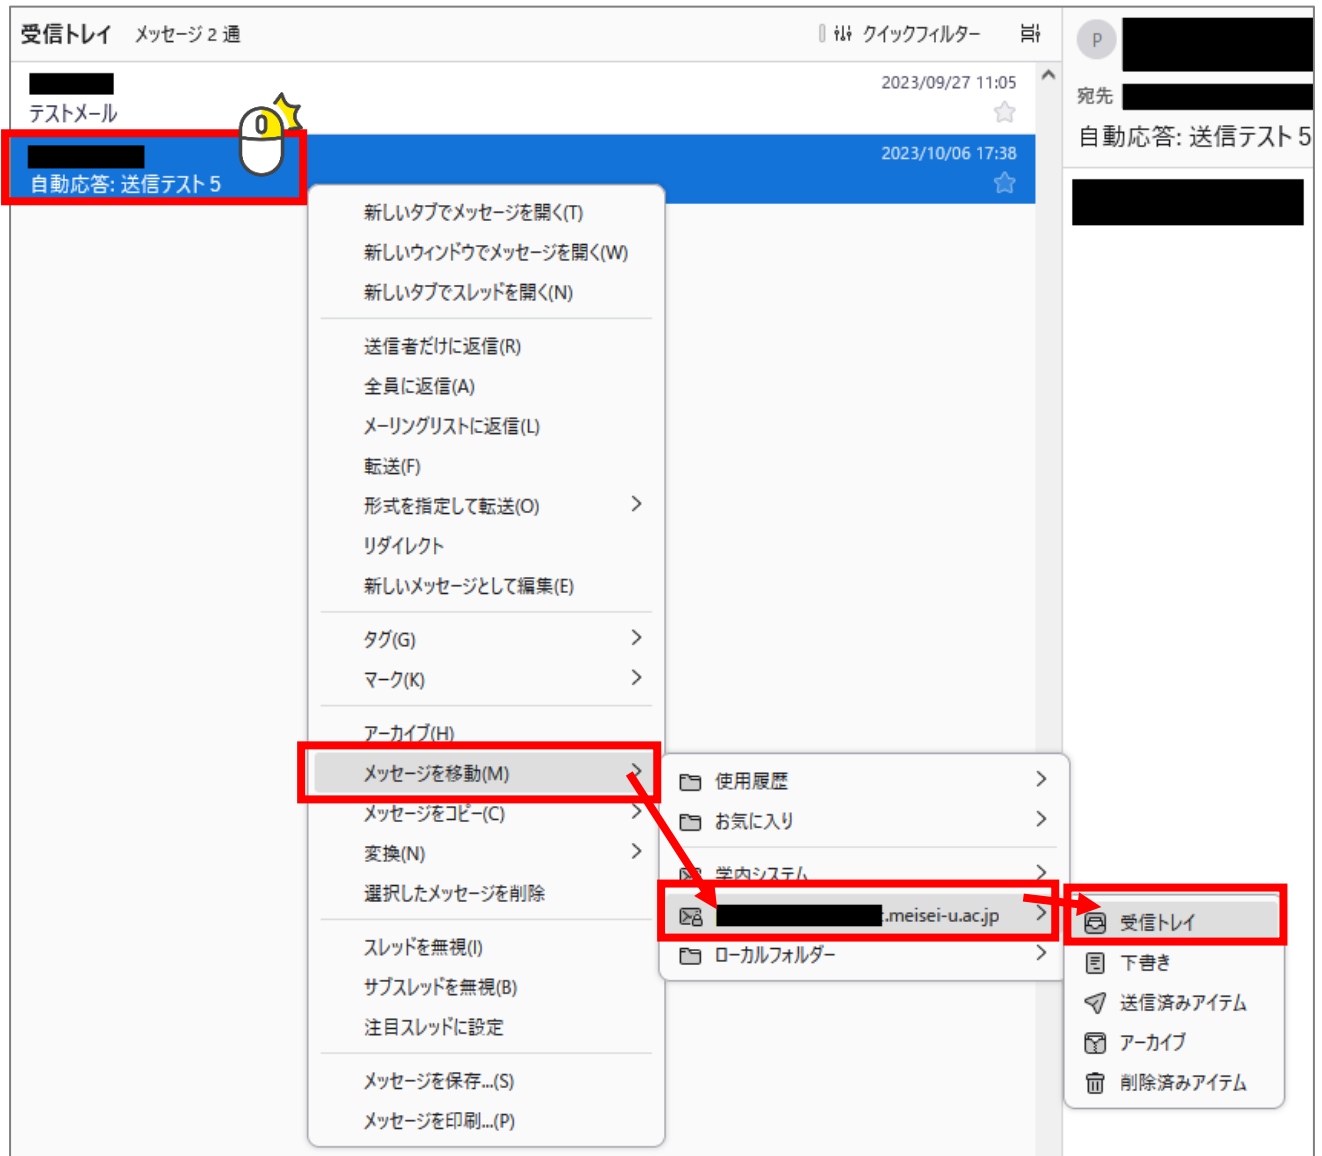 受信トレイ メッセージ 2 通
クイックフィルター
P
テストメール
2023/09/27 11:05
宛先
自動応答: 送信テスト 5
自動応答: 送信テスト 5
2023/10/06 17:38
新しいタブでメッセージを開く(T)
新しいウィンドウでメッセージを開く(W)
新しいタブでスレッドを開く(N)
送信者だけに返信(R)
全員に返信(A)
メーリングリストに返信(L)
転送(F)
形式を指定して転送(O)
リダイレクト
新しいメッセージとして編集(E)
タグ(G)
マーク(K)
アーカイブ(H)
メッセージを移動(M)
メッセージをコピー(C)
変換(N)
選択したメッセージを削除
スレッドを無視(I)
サブスレッドを無視(B)
注目スレッドに設定
メッセージを保存...(S)
メッセージを印刷...(P)
使用履歴
お気に入り
学内システム
.meisei-u.ac.jp
ローカルフォルダー
受信トレイ
下書き
送信済みアイテム
アーカイブ
削除済みアイテム